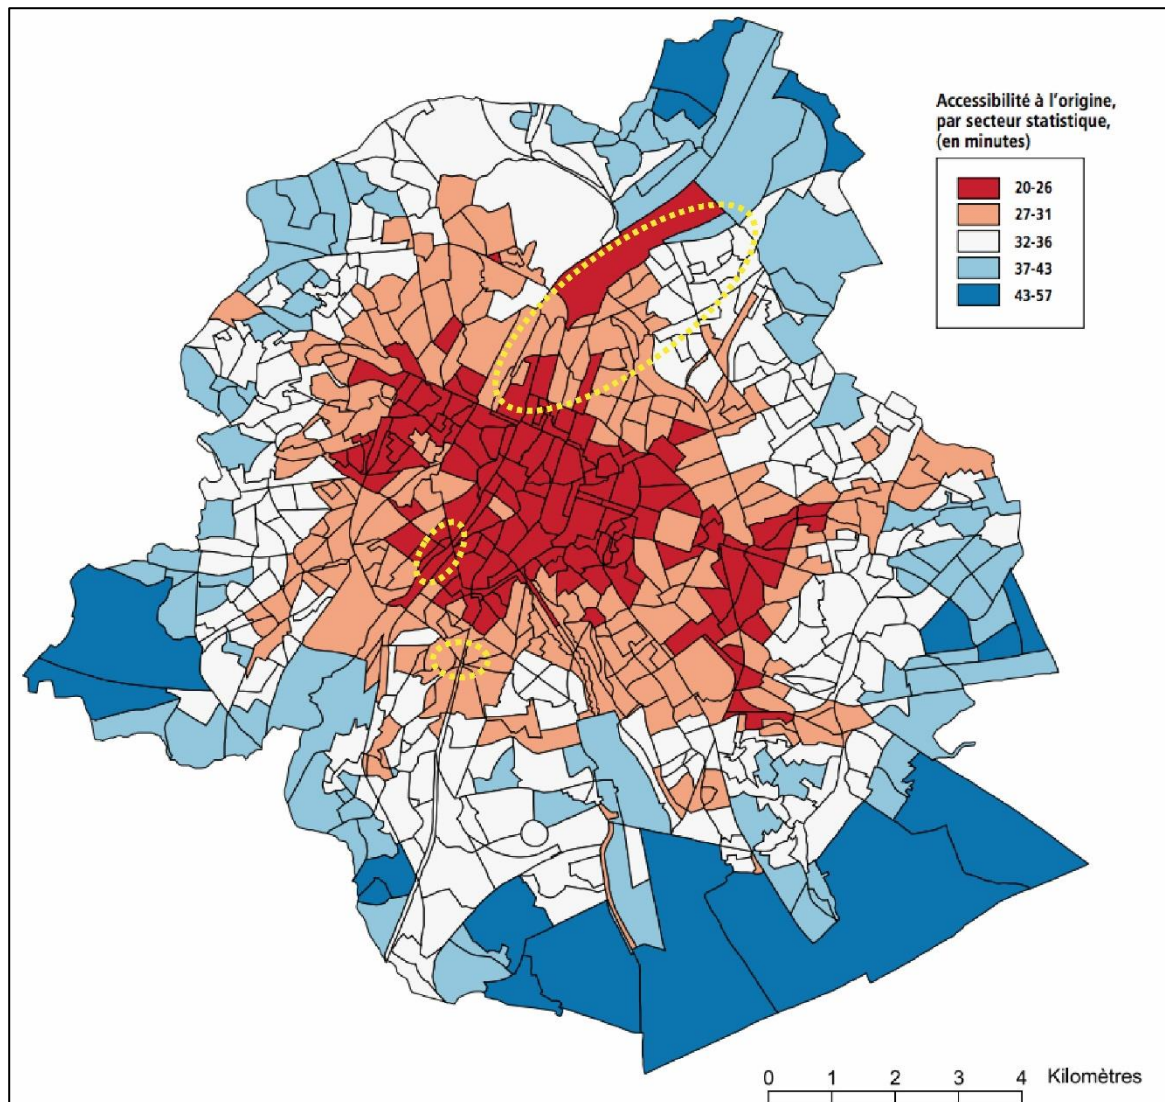 Accessibilité à l'origine,
par secteur statistique,
(en minutes)
20-26
27-31
32-36
37-43
43-57
0 1 2 3 4 Kilomètres